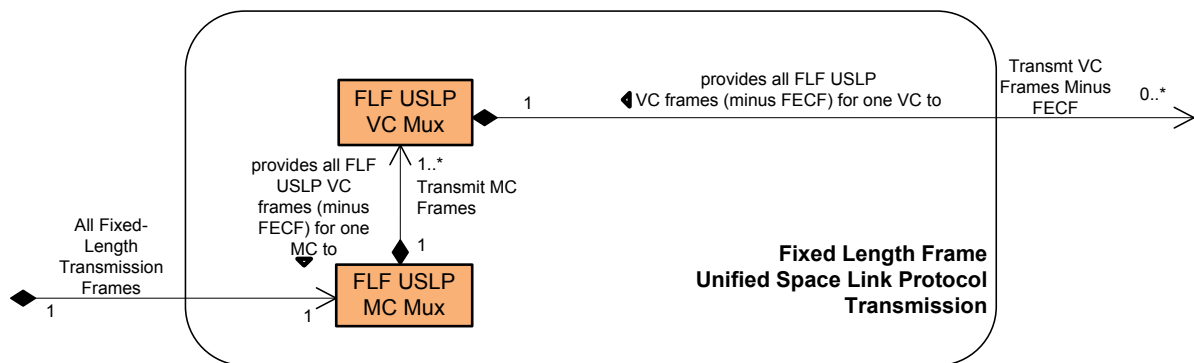 provides all FLF USLP
VC frames (minus FECF) for one VC to
Transmt VC
Frames Minus
FECF
0..*
1
FLF USLP
VC Mux
provides all FLF
USLP VC
frames (minus
FECF) for one
MC to
1..*
Transmit MC
Frames
1
All Fixed-
Length
Transmission
Frames
1
1
FLF USLP
MC Mux
Fixed Length Frame
Unified Space Link Protocol
Transmission